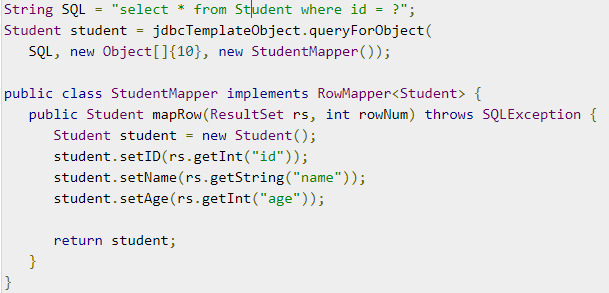 String SQL = "select * from Student where id = ?";
Student student = jdbcTemplateObject.queryForObject(
   SQL, new Object[]{10}, new StudentMapper());

public class StudentMapper implements RowMapper<Student> {
   public Student mapRow(ResultSet rs, int rowNum) throws SQLException {
      Student student = new Student();
      student.setID(rs.getInt("id"));
      student.setName(rs.getString("name"));
      student.setAge(rs.getInt("age"));

      return student;
   }
}